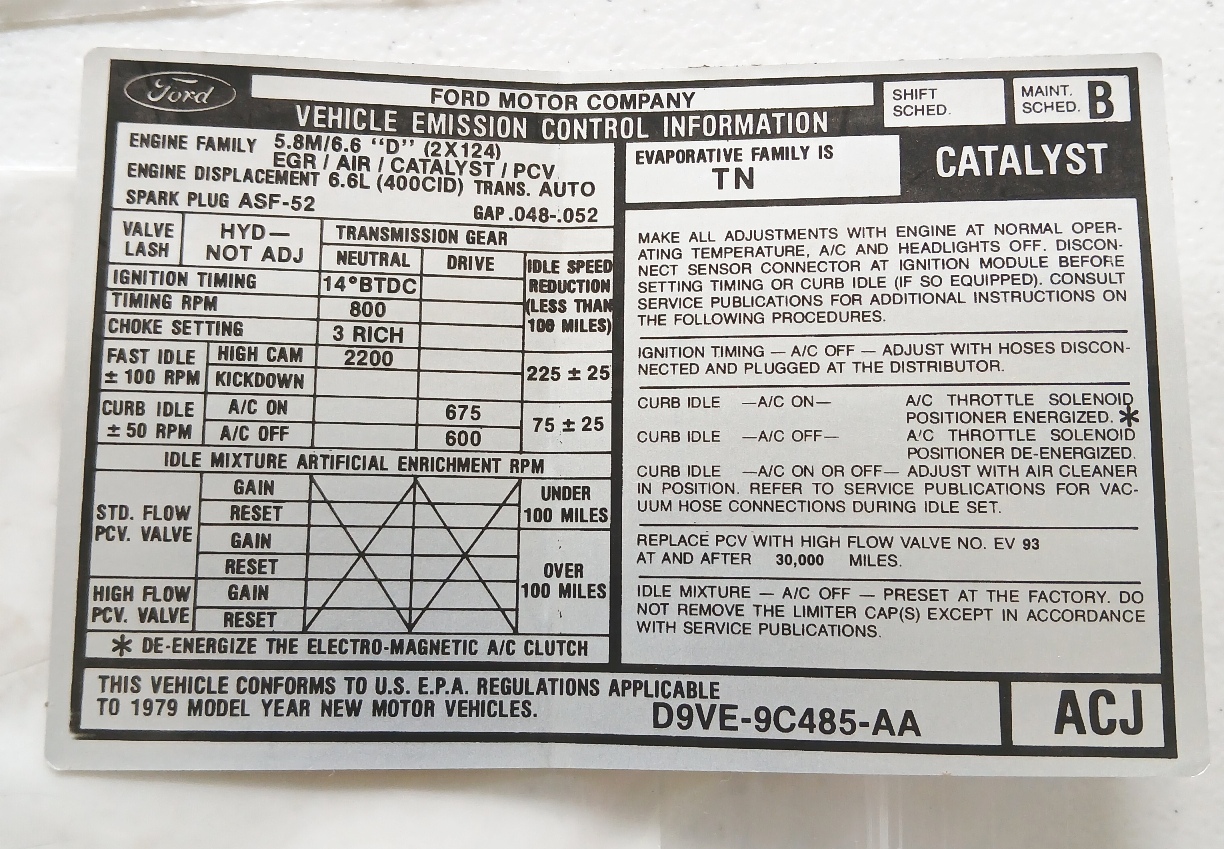 Ford
FORD MOTOR COMPANY
VEHICLE EMISSION CONTROL INFORMATION
SHIFT
SCHED.
MAINT.
SCHED. B
ENGINE FAMILY 5.8M/6.6 "D" (2X124)
EGR / AIR / CATALYST / PCV
ENGINE DISPLACEMENT 6.6L (400CID) TRANS. AUTO
SPARK PLUG ASF-52 GAP .048-.052
EVAPORATIVE FAMILY IS
TN
CATALYST
VALVE
LASH
HYD—
NOT ADJ
TRANSMISSION GEAR
NEUTRAL DRIVE
IDLE SPEED
REDUCTION
(LESS THAN
100 MILES)
IGNITION TIMING 14°BTDC
TIMING RPM 800
CHOKE SETTING 3 RICH
FAST IDLE
± 100 RPM
HIGH CAM 2200
KICKDOWN
225 ± 25
CURB IDLE
± 50 RPM
A/C ON 675
A/C OFF 600
75 ± 25
IDLE MIXTURE ARTIFICIAL ENRICHMENT RPM
STD. FLOW
PCV. VALVE
GAIN
RESET
GAIN
RESET
UNDER
100 MILES
HIGH FLOW
PCV. VALVE
GAIN
RESET
OVER
100 MILES
* DE-ENERGIZE THE ELECTRO-MAGNETIC A/C CLUTCH
MAKE ALL ADJUSTMENTS WITH ENGINE AT NORMAL OPER-
ATING TEMPERATURE, A/C AND HEADLIGHTS OFF. DISCON-
NECT SENSOR CONNECTOR AT IGNITION MODULE BEFORE
SETTING TIMING OR CURB IDLE (IF SO EQUIPPED). CONSULT
SERVICE PUBLICATIONS FOR ADDITIONAL INSTRUCTIONS ON
THE FOLLOWING PROCEDURES.
IGNITION TIMING — A/C OFF — ADJUST WITH HOSES DISCON-
NECTED AND PLUGGED AT THE DISTRIBUTOR.
CURB IDLE —A/C ON— A/C THROTTLE SOLENOID
POSITIONER ENERGIZED. *
CURB IDLE —A/C OFF— A/C THROTTLE SOLENOID
POSITIONER DE-ENERGIZED.
CURB IDLE —A/C ON OR OFF— ADJUST WITH AIR CLEANER
IN POSITION. REFER TO SERVICE PUBLICATIONS FOR VAC-
UUM HOSE CONNECTIONS DURING IDLE SET.
REPLACE PCV WITH HIGH FLOW VALVE NO. EV 93
AT AND AFTER 30,000 MILES.
IDLE MIXTURE — A/C OFF — PRESET AT THE FACTORY. DO
NOT REMOVE THE LIMITER CAP(S) EXCEPT IN ACCORDANCE
WITH SERVICE PUBLICATIONS.
THIS VEHICLE CONFORMS TO U.S. E.P.A. REGULATIONS APPLICABLE
TO 1979 MODEL YEAR NEW MOTOR VEHICLES.
D9VE-9C485-AA
ACJ